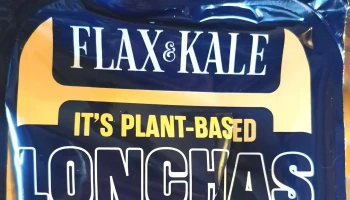 FLAX & KALE
IT'S PLANT-BASED
LONCHAS